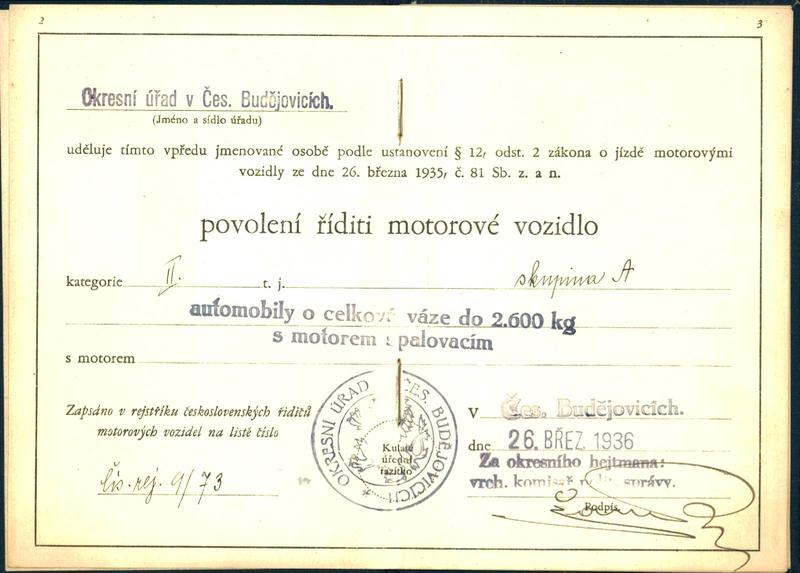 2
3
Okresní úřad v Čes. Budějovicích.
(Jméno a sídlo úřadu)
uděluje tímto vpředu jmenované osobě podle ustanovení § 12, odst. 2 zákona o jízdě motorovými
vozidly ze dne 26. března 1935, č. 81 Sb. z. a n.
povolení říditi motorové vozidlo
kategorie II. t. j. skupina A
automobily o celkové váze do 2.600 kg
s motorem spalovacím
s motorem
Zapsáno v rejstříku československých řidičů
motorových vozidel na listě číslo
čís. rej. 9/73
OKRESNÍ ÚŘAD V ČES. BUDĚJOVICÍCH
Kulaté
úřední
razítko
V Čes. Budějovicích.
dne 26. BŘEZ. 1936
Za okresního hejtmana:
vrch. komisař polit. správy.
Podpis.